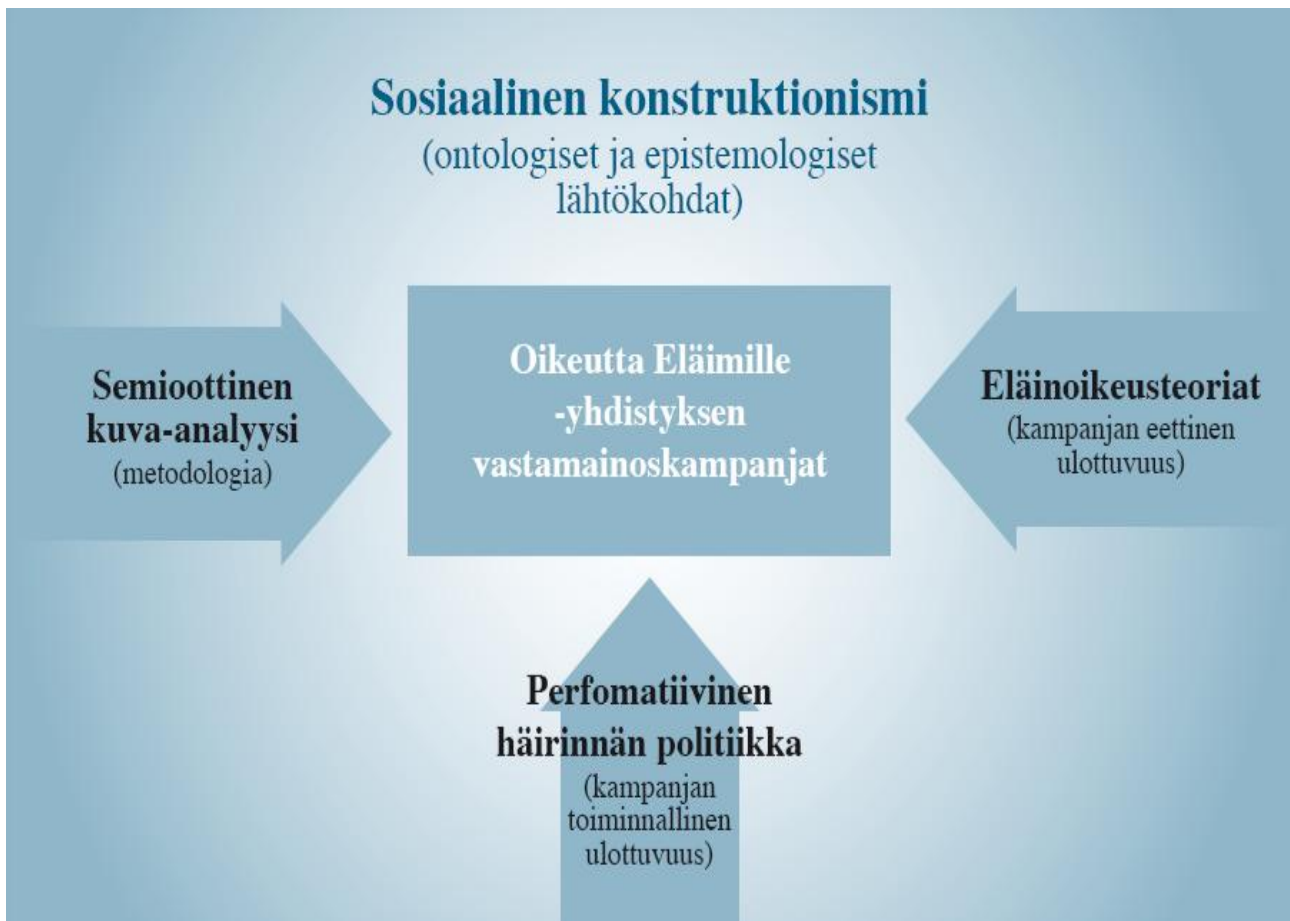 Sosiaalinen konstruktionismi
(ontologiset ja epistemologiset
lähtökohdat)
Semioottinen
kuva-analyysi
(metodologia)
Oikeutta Eläimille
-yhdistyksen
vastamainoskampanjat
Eläinoikeusteoriat
(kampanjan eettinen
ulottuvuus)
Perfomatiivinen
häirinnän politiikka
(kampanjan
toiminnallinen
ulottuvuus)